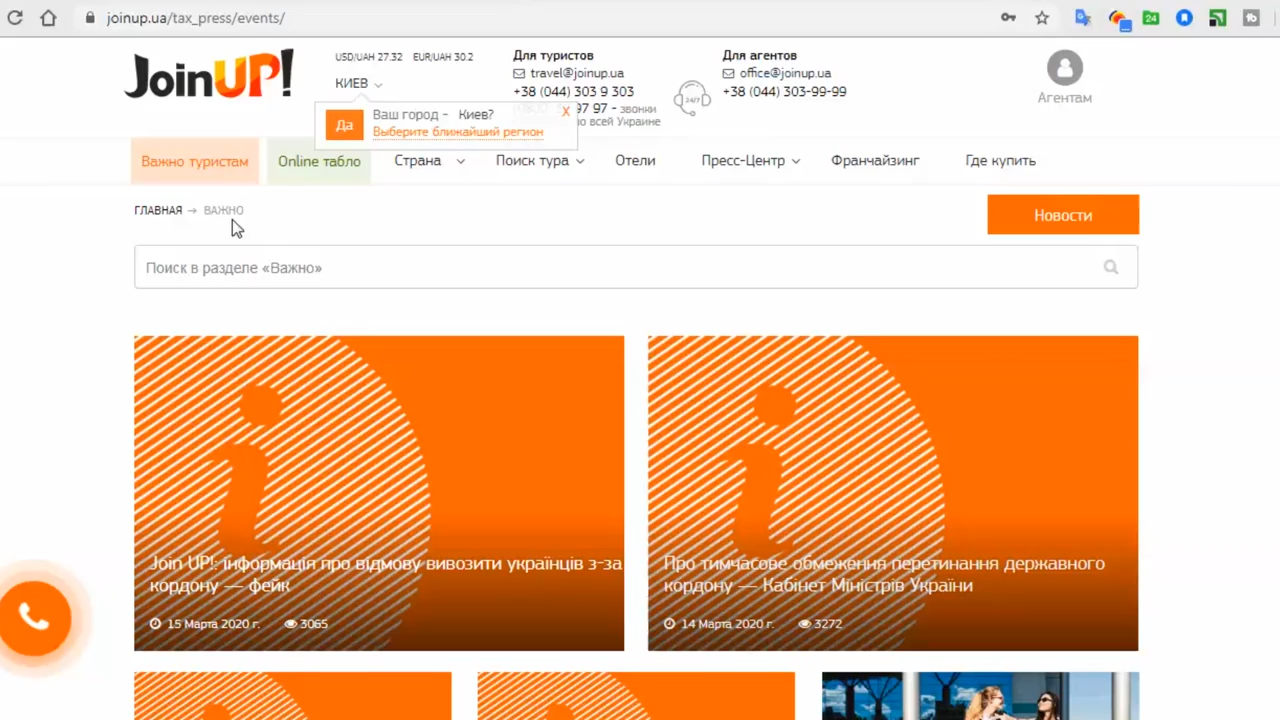 joinup.ua/tax_press/events/
24
JoinUP!
USD/UAH 27.32 EUR/UAH 30.2
КИЕВ
Да
Ваш город - Киев?
Выберите ближайший регион
X
Для туристов
travel@joinup.ua
+38 (044) 303 9 303
97 97 - звонки
по всей Украине
24/7
Для агентов
office@joinup.ua
+38 (044) 303-99-99
Агентам
Важно туристам
Online табло
Страна
Поиск тура
Отели
Пресс-Центр
Франчайзинг
Где купить
ГЛАВНАЯ → ВАЖНО
Новости
Поиск в разделе «Важно»
Join UP!: інформація про відмову вивозити українців з-за
кордону — фейк
15 Марта 2020 г. 3065
Про тимчасове обмеження перетинання державного
кордону — Кабінет Міністрів України
14 Марта 2020 г. 3272